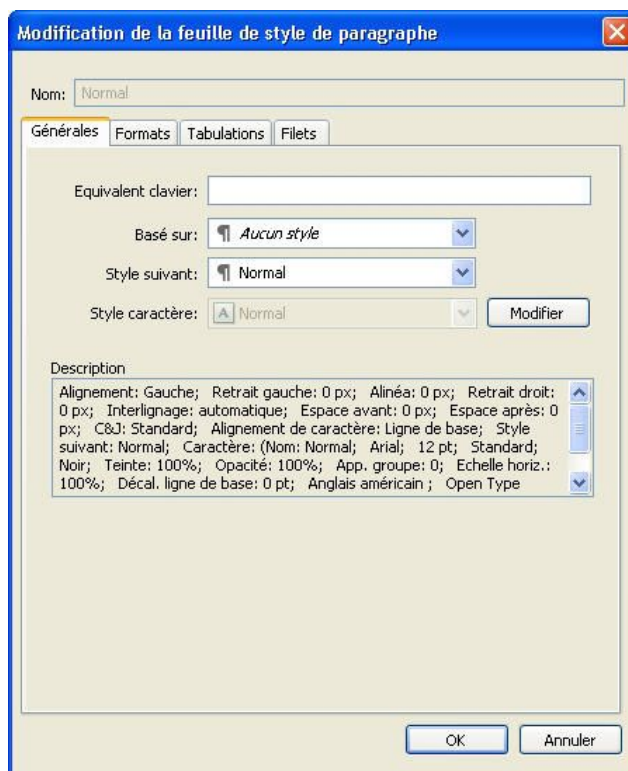 Modification de la feuille de style de paragraphe
Nom: Normal
Générales Formats Tabulations Filets
Equivalent clavier:
Basé sur: ¶ Aucun style
Style suivant: ¶ Normal
Style caractère: A Normal Modifier
Description
Alignement: Gauche; Retrait gauche: 0 px; Alinéa: 0 px; Retrait droit:
0 px; Interlignage: automatique; Espace avant: 0 px; Espace après: 0
px; C&J: Standard; Alignement de caractère: Ligne de base; Style
suivant: Normal; Caractère: (Nom: Normal; Arial; 12 pt; Standard;
Noir; Teinte: 100%; Opacité: 100%; App. groupe: 0; Echelle horiz.:
100%; Décal. ligne de base: 0 pt; Anglais américain ; Open Type
OK Annuler